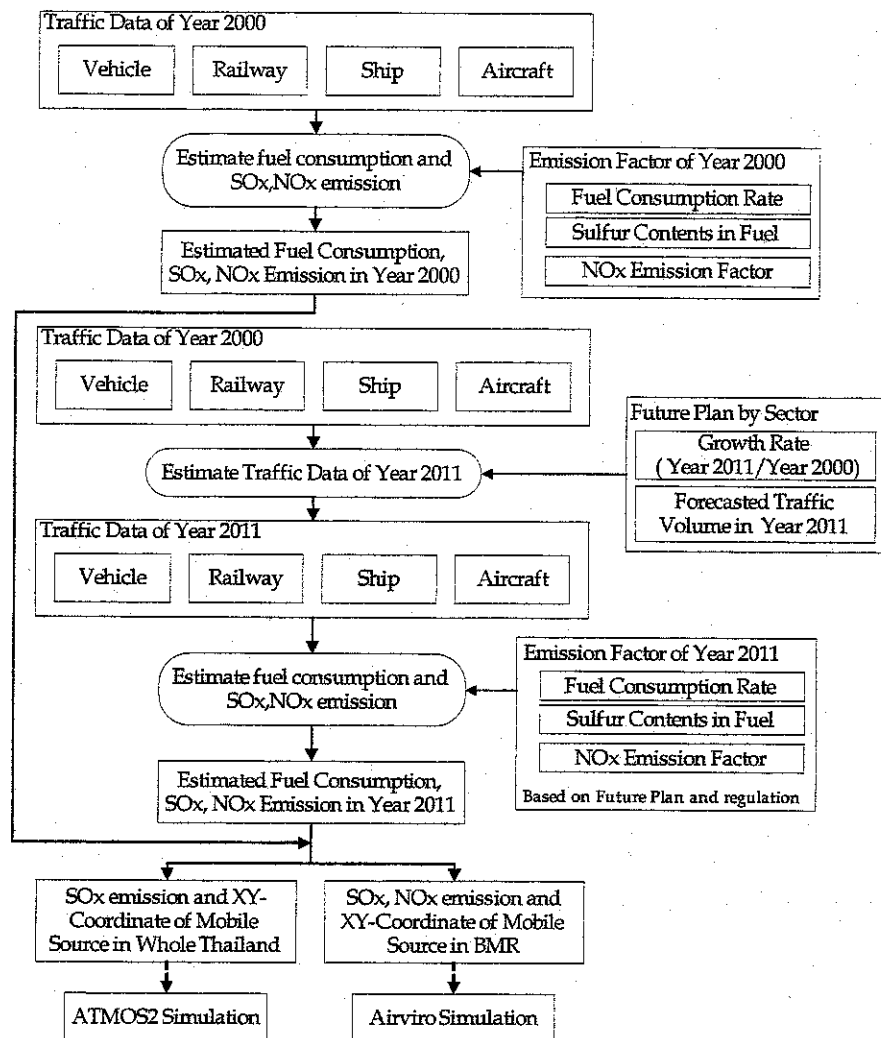 Traffic Data of Year 2000
Vehicle
Railway
Ship
Aircraft
Estimate fuel consumption and
SOx,NOx emission
Emission Factor of Year 2000
Fuel Consumption Rate
Sulfur Contents in Fuel
NOx Emission Factor
Estimated Fuel Consumption,
SOx, NOx Emission in Year 2000
Traffic Data of Year 2000
Vehicle
Railway
Ship
Aircraft
Future Plan by Sector
Growth Rate
( Year 2011/Year 2000)
Forecasted Traffic
Volume in Year 2011
Estimate Traffic Data of Year 2011
Traffic Data of Year 2011
Vehicle
Railway
Ship
Aircraft
Estimate fuel consumption and
SOx,NOx emission
Emission Factor of Year 2011
Fuel Consumption Rate
Sulfur Contents in Fuel
NOx Emission Factor
Based on Future Plan and regulation
Estimated Fuel Consumption,
SOx, NOx Emission in Year 2011
SOx emission and XY-
Coordinate of Mobile
Source in Whole Thailand
SOx, NOx emission and
XY-Coordinate of Mobile
Source in BMR
ATMOS2 Simulation
Airviro Simulation